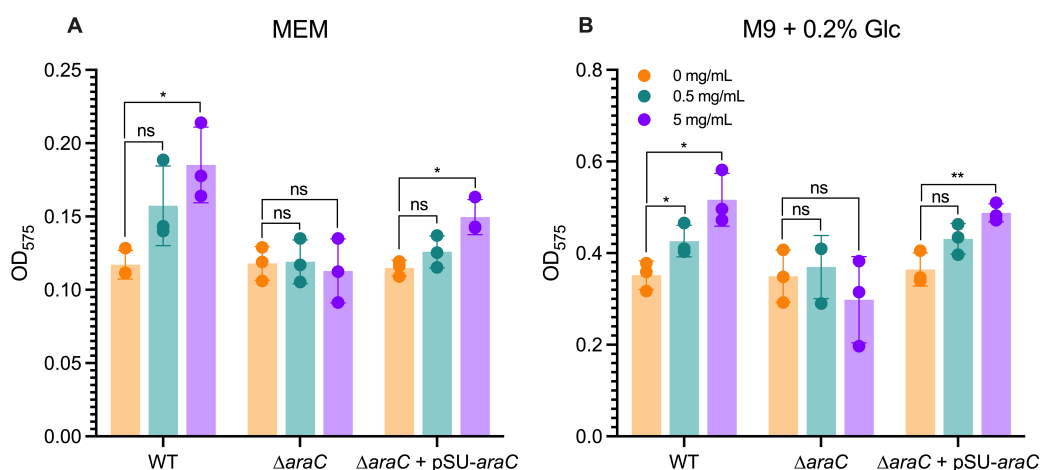 A
MEM
0.25
0.20
0.15
0.10
0.05
0.00
OD575
*
ns
ns
ns
*
ns
WT
ΔaraC
ΔaraC + pSU-araC
B
M9 + 0.2% Glc
0 mg/mL
0.5 mg/mL
5 mg/mL
0.8
0.6
0.4
0.2
0.0
OD575
*
*
ns
ns
**
ns
WT
ΔaraC
ΔaraC + pSU-araC